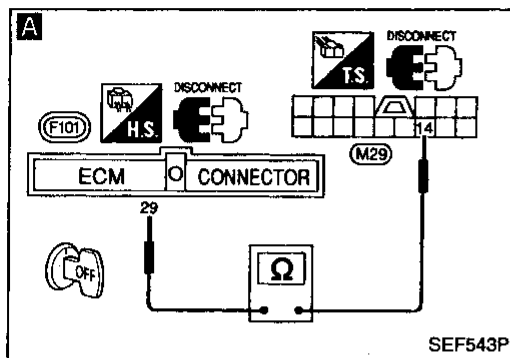 A
DISCONNECT
T.S.
DISCONNECT
H.S.
F101
14
M29
ECM CONNECTOR
29
OFF
Ω
SEF543P